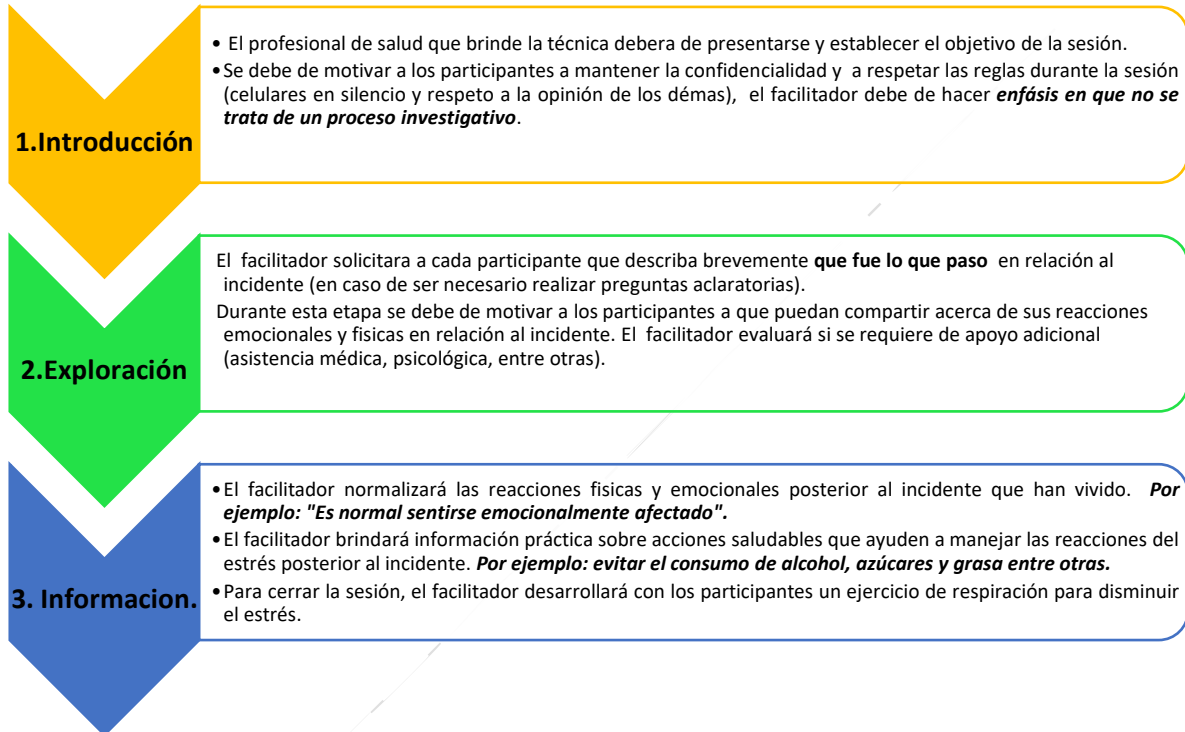 1.Introducción
• El profesional de salud que brinde la técnica debera de presentarse y establecer el objetivo de la sesión.
•Se debe de motivar a los participantes a mantener la confidencialidad y a respetar las reglas durante la sesión
(celulares en silencio y respeto a la opinión de los démas), el facilitador debe de hacer enfásis en que no se
trata de un proceso investigativo.
2.Exploración
El facilitador solicitara a cada participante que describa brevemente que fue lo que paso en relación al
incidente (en caso de ser necesario realizar preguntas aclaratorias).
Durante esta etapa se debe de motivar a los participantes a que puedan compartir acerca de sus reacciones
emocionales y fisicas en relación al incidente. El facilitador evaluará si se requiere de apoyo adicional
(asistencia médica, psicológica, entre otras).
3. Informacion.
•El facilitador normalizará las reacciones fisicas y emocionales posterior al incidente que han vivido. Por
ejemplo: "Es normal sentirse emocionalmente afectado".
•El facilitador brindará información práctica sobre acciones saludables que ayuden a manejar las reacciones del
estrés posterior al incidente. Por ejemplo: evitar el consumo de alcohol, azúcares y grasa entre otras.
•Para cerrar la sesión, el facilitador desarrollará con los participantes un ejercicio de respiración para disminuir
el estrés.